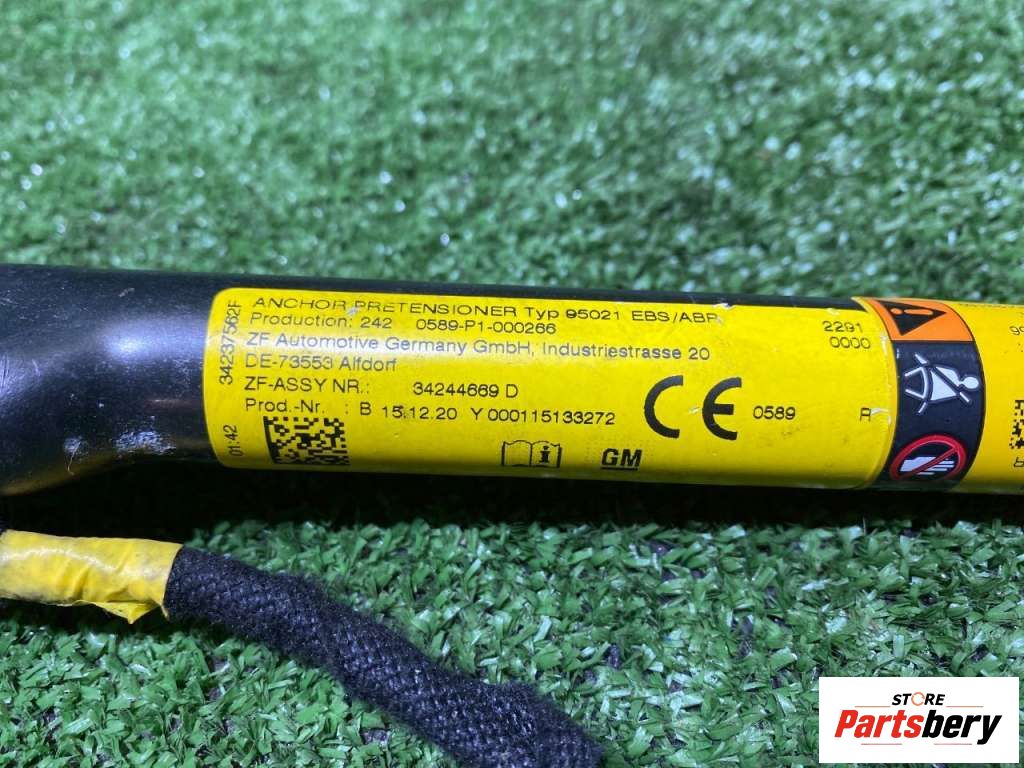 ANCHOR PRETENSIONER Typ 95021 EBS/ABP
Production: 242 0589-P1-000266
ZF Automotive Germany GmbH, Industriestrasse 20
DE-73553 Alfdorf
ZF-ASSY NR.: 34244669 D
Prod.-Nr. : B 15.12.20 Y 000115133272
34237562F
01:42
2291
0000
CE 0589
R
i
GM
STORE
Partsbery